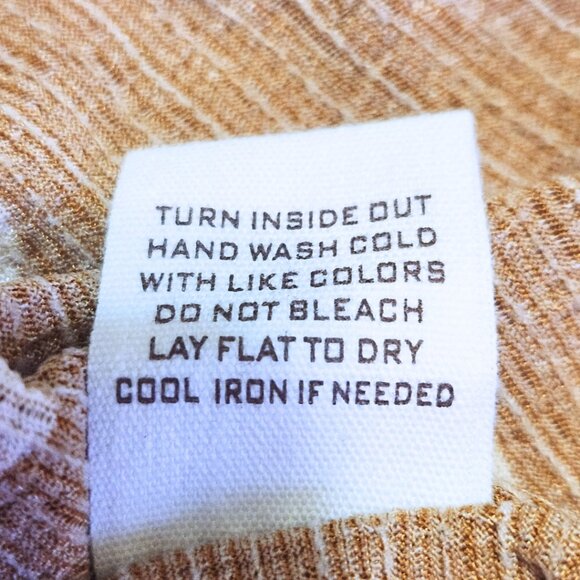 TURN INSIDE OUT
HAND WASH COLD
WITH LIKE COLORS
DO NOT BLEACH
LAY FLAT TO DRY
COOL IRON IF NEEDED